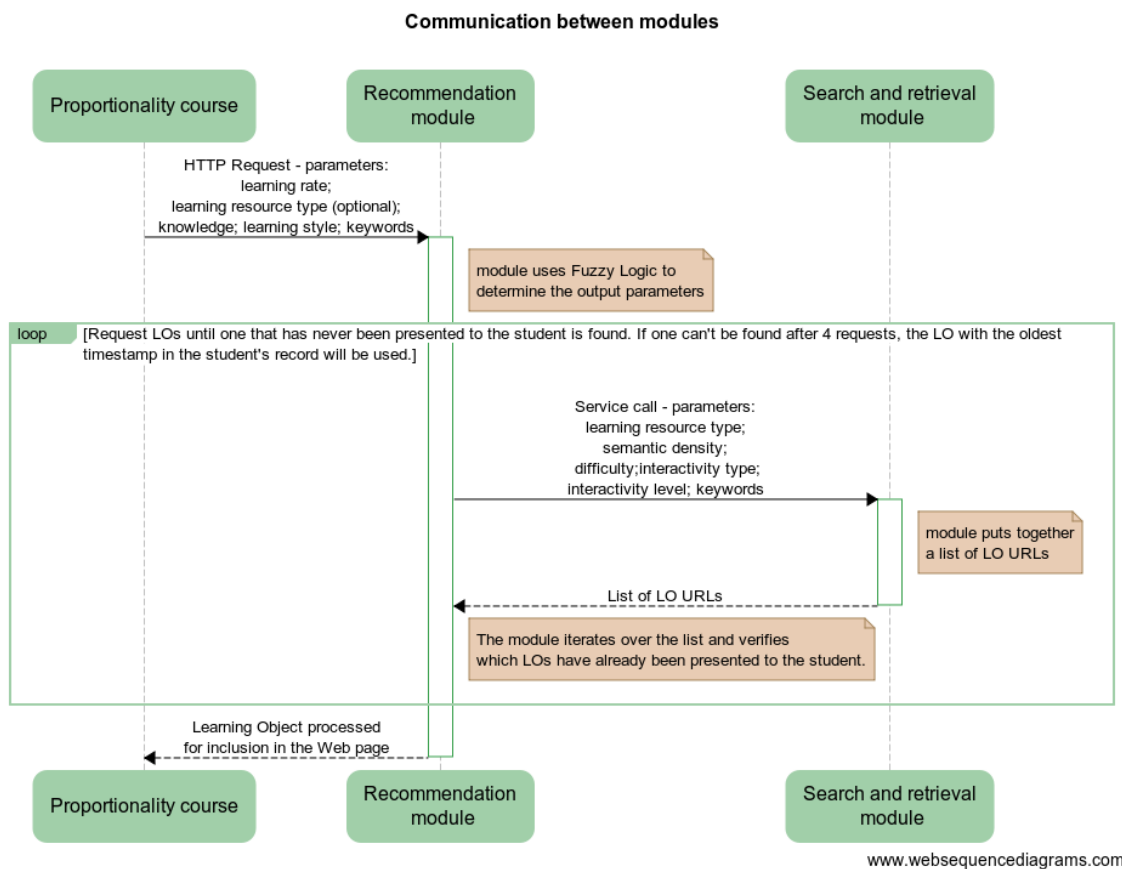 Communication between modules
Proportionality course
Recommendation
module
Search and retrieval
module
HTTP Request - parameters:
learning rate;
learning resource type (optional);
knowledge; learning style; keywords
module uses Fuzzy Logic to
determine the output parameters
loop
[Request LOs until one that has never been presented to the student is found. If one can't be found after 4 requests, the LO with the oldest
timestamp in the student's record will be used.]
Service call - parameters:
learning resource type;
semantic density;
difficulty;interactivity type;
interactivity level; keywords
module puts together
a list of LO URLs
List of LO URLs
The module iterates over the list and verifies
which LOs have already been presented to the student.
Learning Object processed
for inclusion in the Web page
Proportionality course
Recommendation
module
Search and retrieval
module
www.websequencediagrams.com